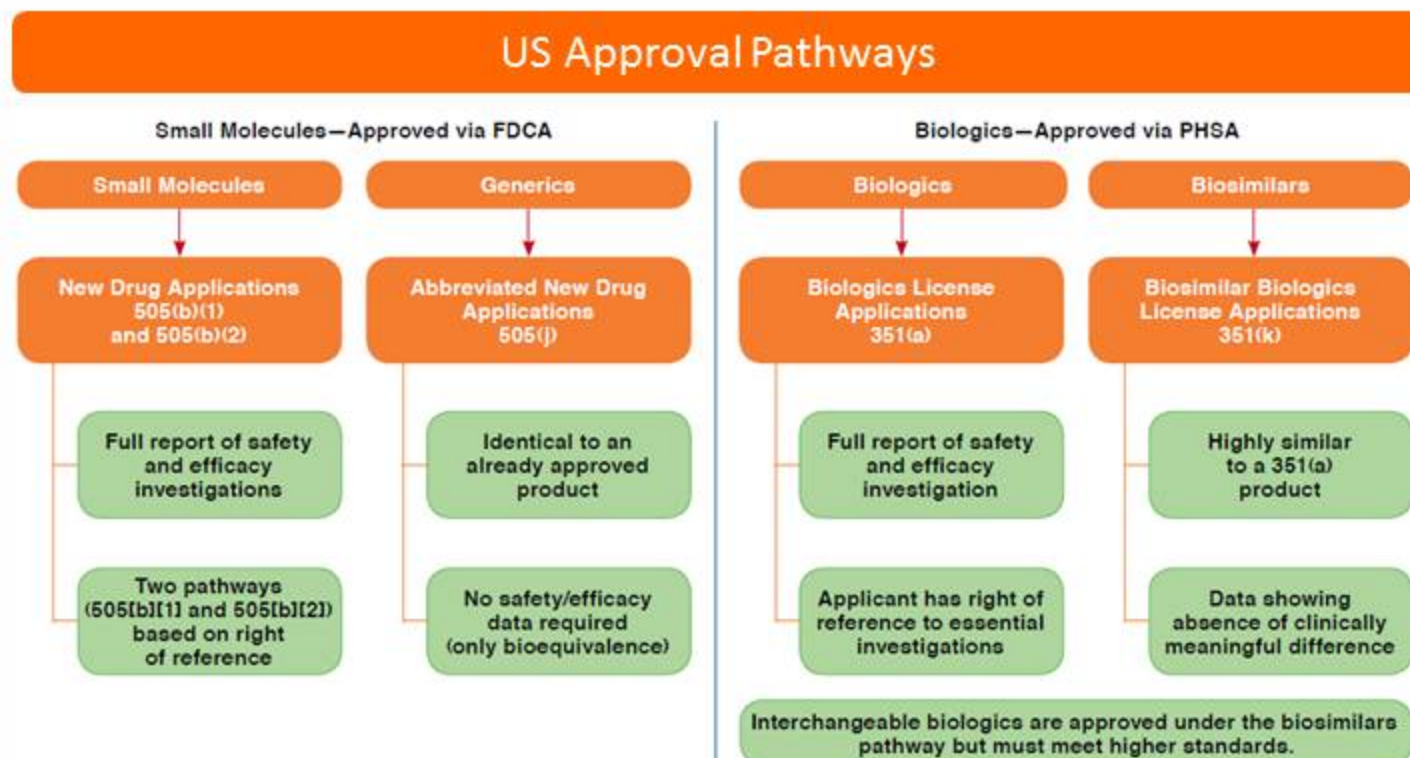 US Approval Pathways
Small Molecules—Approved via FDCA
Small Molecules
Generics
New Drug Applications
505(b)(1)
and 505(b)(2)
Abbreviated New Drug
Applications
505(j)
Full report of safety
and efficacy
investigations
Identical to an
already approved
product
Two pathways
(505[b][1] and 505[b][2])
based on right
of reference
No safety/efficacy
data required
(only bioequivalence)
Biologics—Approved via PHSA
Biologics
Biosimilars
Biologics License
Applications
351(a)
Biosimilar Biologics
License Applications
351(k)
Full report of safety
and efficacy
investigation
Highly similar
to a 351(a)
product
Applicant has right of
reference to essential
investigations
Data showing
absence of clinically
meaningful difference
Interchangeable biologics are approved under the biosimilars
pathway but must meet higher standards.